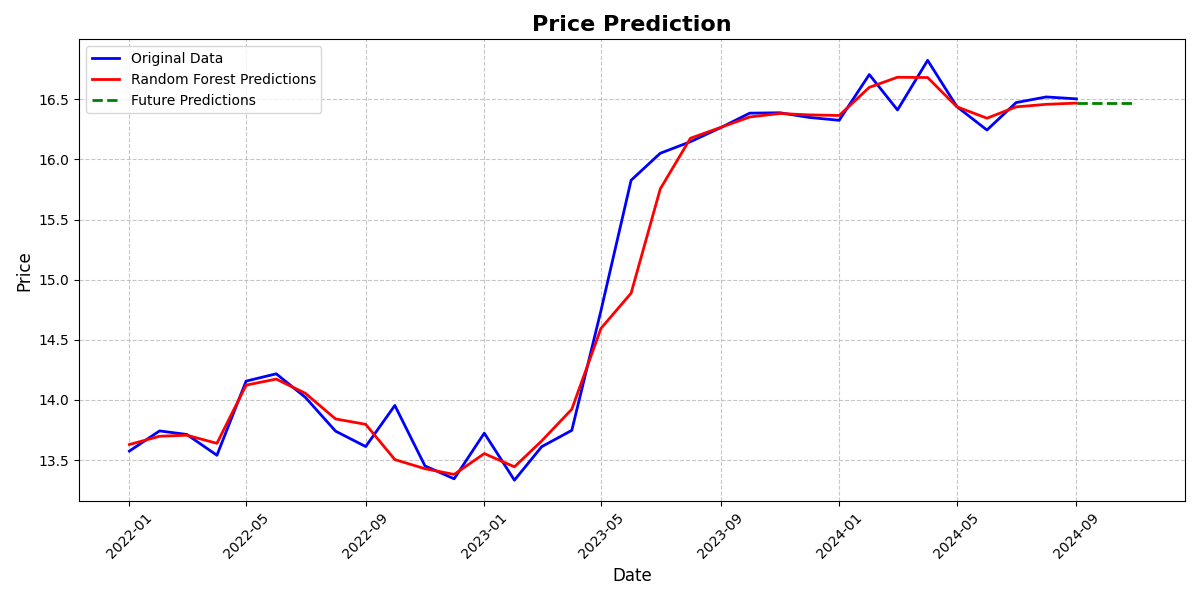 Price Prediction
Original Data
Random Forest Predictions
Future Predictions
16.5
16.0
15.5
15.0
14.5
14.0
13.5
Price
2022-01
2022-05
2022-09
2023-01
2023-05
2023-09
2024-01
2024-05
2024-09
Date